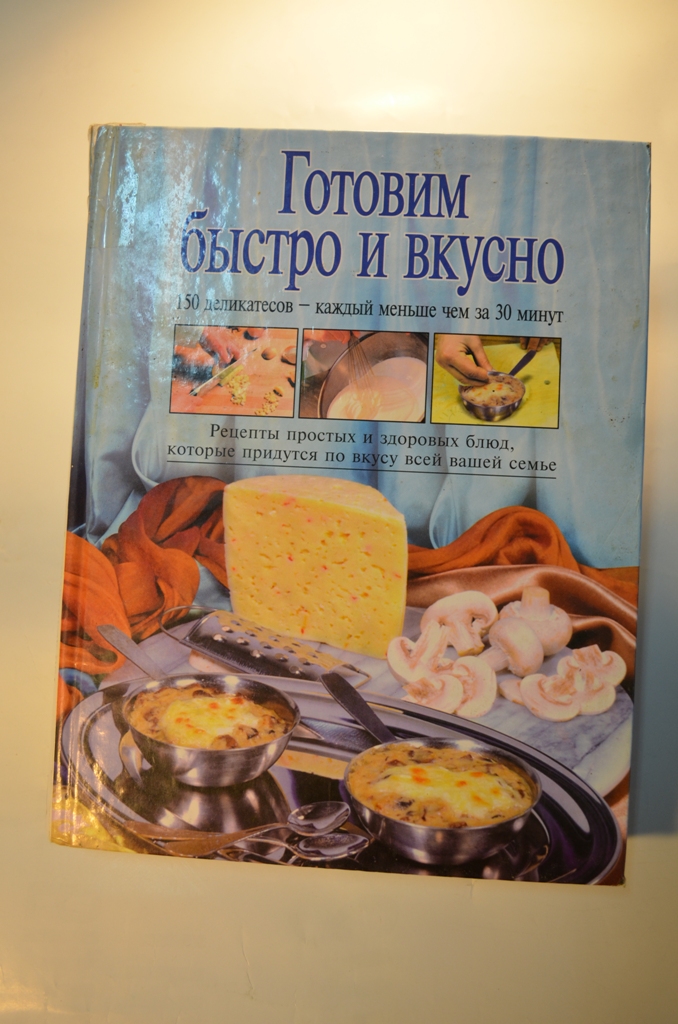 Готовим
быстро и вкусно
150 деликатесов – каждый меньше чем за 30 минут
Рецепты простых и здоровых блюд,
которые придутся по вкусу всей вашей семье